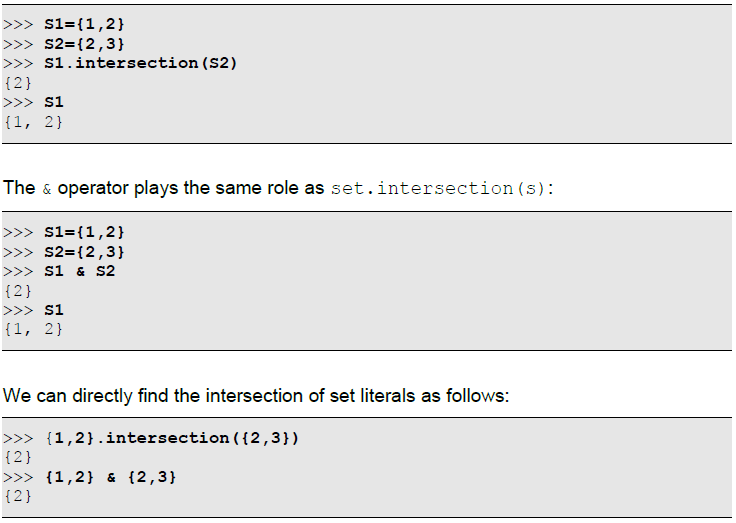 >>> S1={1,2}
>>> S2={2,3}
>>> S1.intersection(S2)
{2}
>>> S1
{1, 2}
The & operator plays the same role as set.intersection(s):
>>> S1={1,2}
>>> S2={2,3}
>>> S1 & S2
{2}
>>> S1
{1, 2}
We can directly find the intersection of set literals as follows:
>>> {1,2}.intersection({2,3})
{2}
>>> {1,2} & {2,3}
{2}